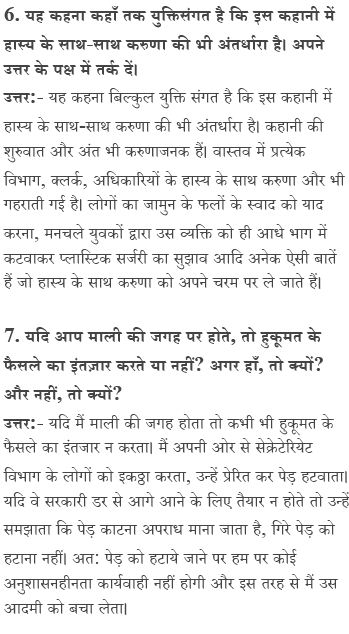 6. यह कहना कहाँ तक युक्तिसंगत है कि इस कहानी में
हास्य के साथ-साथ करुणा की भी अंतर्धारा है। अपने
उत्तर के पक्ष में तर्क दें।
उत्तर:- यह कहना बिल्कुल युक्ति संगत है कि इस कहानी में
हास्य के साथ-साथ करुणा की भी अंतर्धारा है। कहानी की
शुरुवात और अंत भी करुणाजनक हैं। वास्तव में प्रत्येक
विभाग, क्लर्क, अधिकारियों के हास्य के साथ करुणा और भी
गहराती गई है। लोगों का जामुन के फलों के स्वाद को याद
करना, मनचले युवकों द्वारा उस व्यक्ति को ही आधे भाग में
कटवाकर प्लास्टिक सर्जरी का सुझाव आदि अनेक ऐसी बातें
हैं जो हास्य के साथ करुणा को अपने चरम पर ले जाते हैं।
7. यदि आप माली की जगह पर होते, तो हुकूमत के
फैसले का इंतज़ार करते या नहीं? अगर हाँ, तो क्यों?
और नहीं, तो क्यों?
उत्तर:- यदि मैं माली की जगह होता तो कभी भी हुकूमत के
फैसले का इंतजार न करता। मैं अपनी ओर से सेक्रेटेरियेट
विभाग के लोगों को इकठ्ठा करता, उन्हें प्रेरित कर पेड़ हटवाता।
यदि वे सरकारी डर से आगे आने के लिए तैयार न होते तो उन्हें
समझाता कि पेड़ काटना अपराध माना जाता है, गिरे पेड़ को
हटाना नहीं। अत: पेड़ को हटाये जाने पर हम पर कोई
अनुशासनहीनता कार्यवाही नहीं होगी और इस तरह से मैं उस
आदमी को बचा लेता।